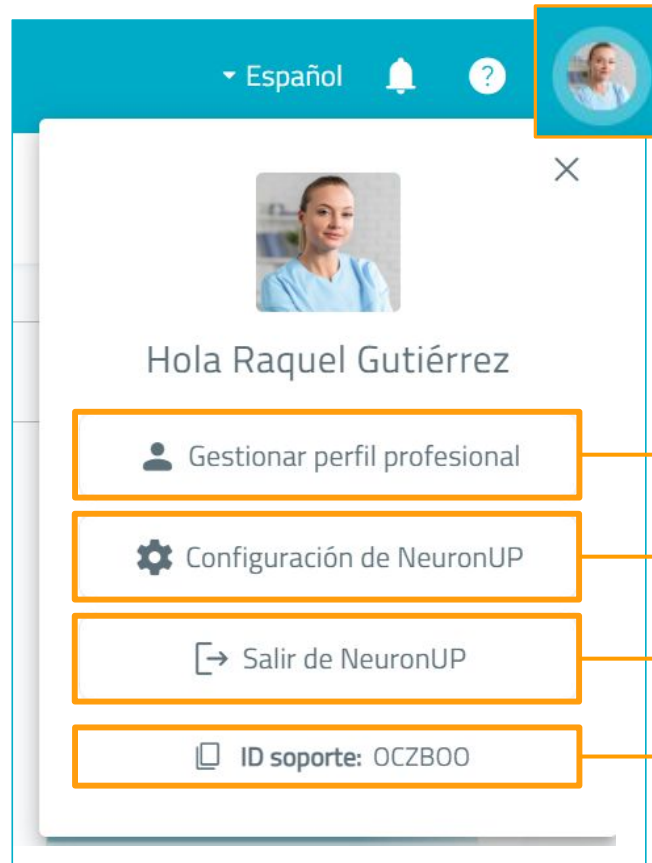 Español
?
Hola Raquel Gutiérrez
Gestionar perfil profesional
Configuración de NeuronUP
Salir de NeuronUP
ID soporte: OCZBOO